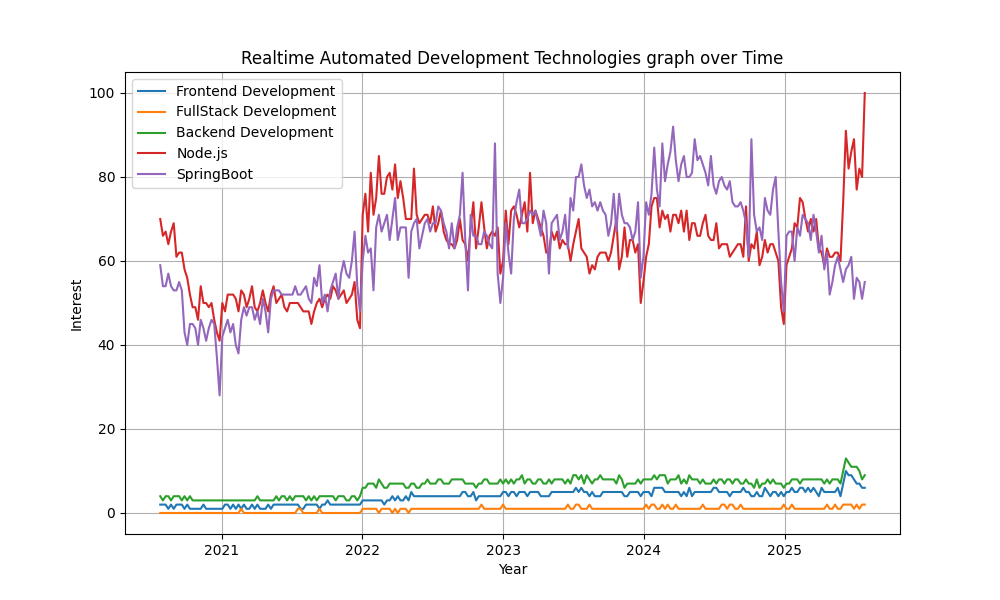 Realtime Automated Development Technologies graph over Time
Frontend Development
FullStack Development
Backend Development
Node.js
SpringBoot
100
80
60
40
20
0
Interest
2021
2022
2023
2024
2025
Year